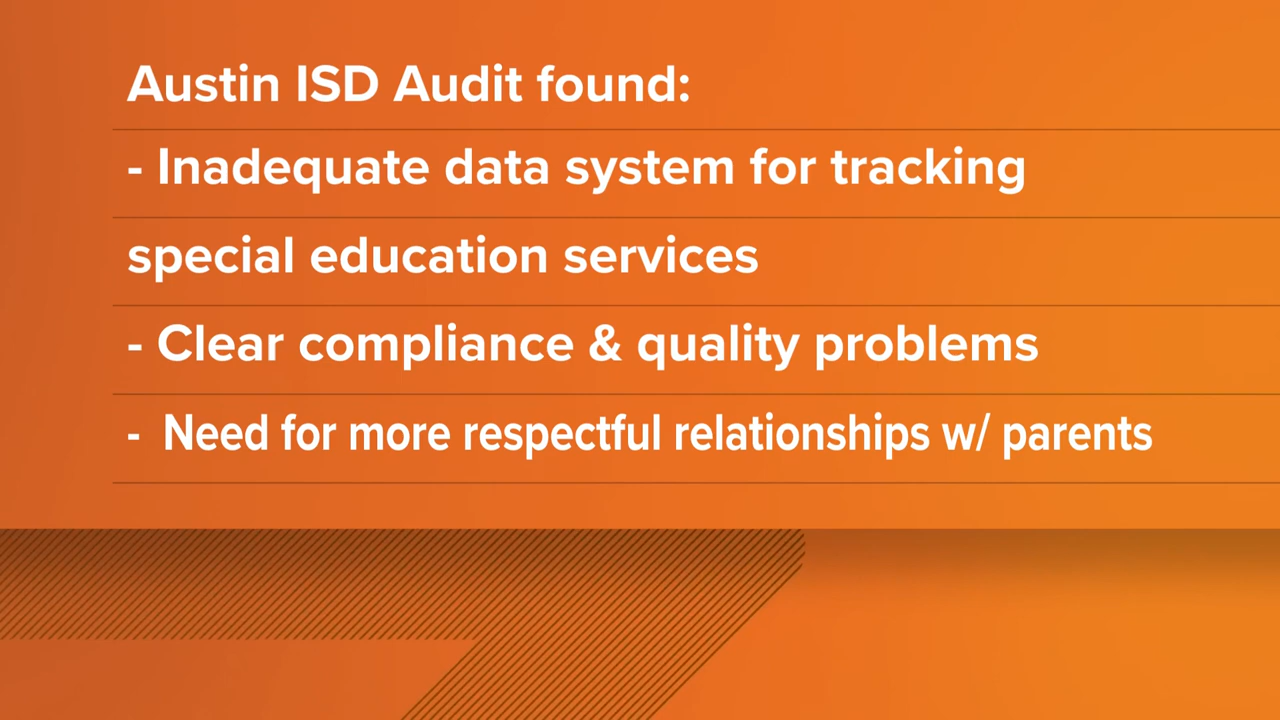 Austin ISD Audit found:
- Inadequate data system for tracking
special education services
- Clear compliance & quality problems
- Need for more respectful relationships w/ parents